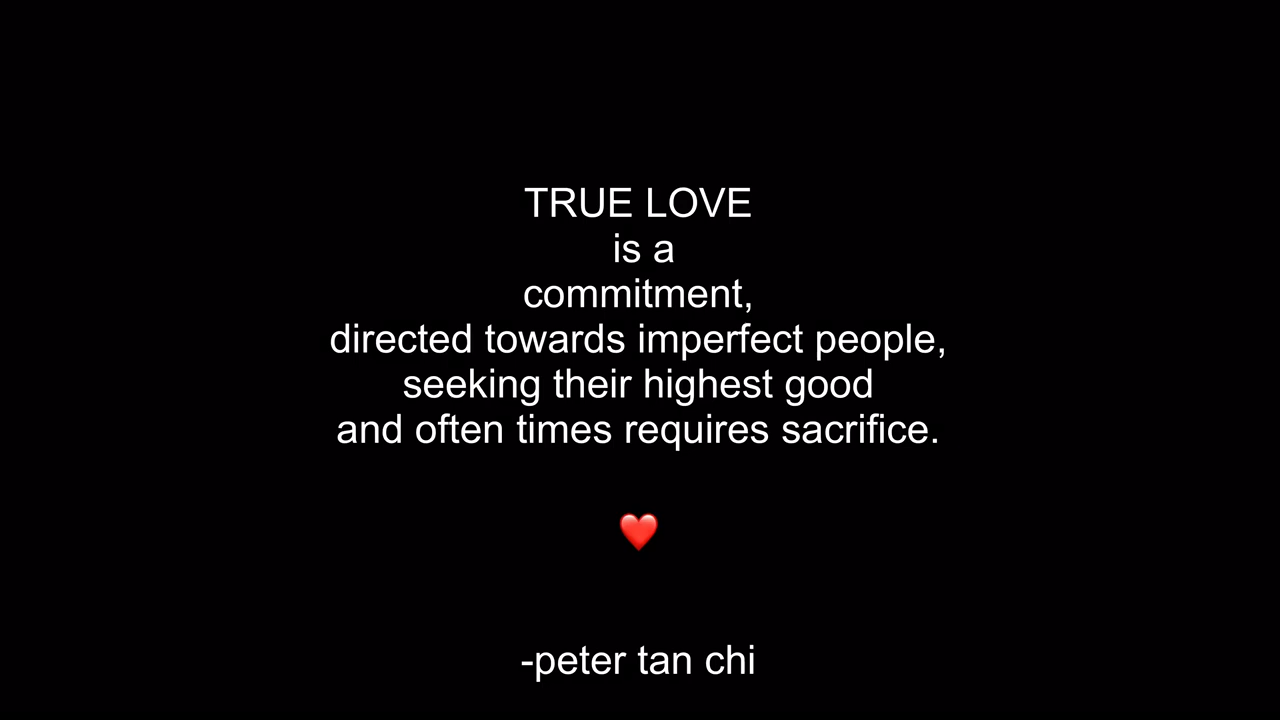 TRUE LOVE
is a
commitment,
directed towards imperfect people,
seeking their highest good
and often times requires sacrifice.
❤️
-peter tan chi